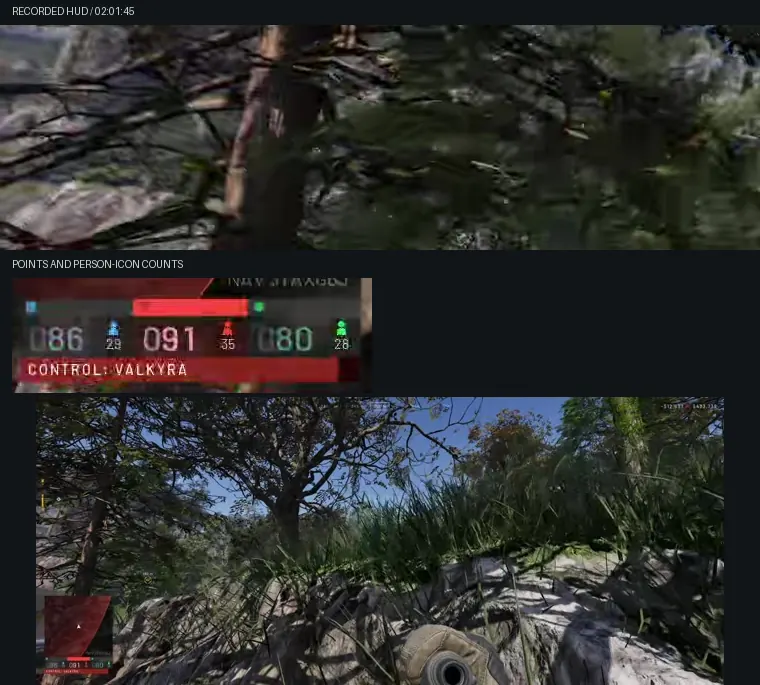 RECORDED HUD / 02:01:45
POINTS AND PERSON-ICON COUNTS
086 29 091 35 080 28
CONTROL: VALKYRA